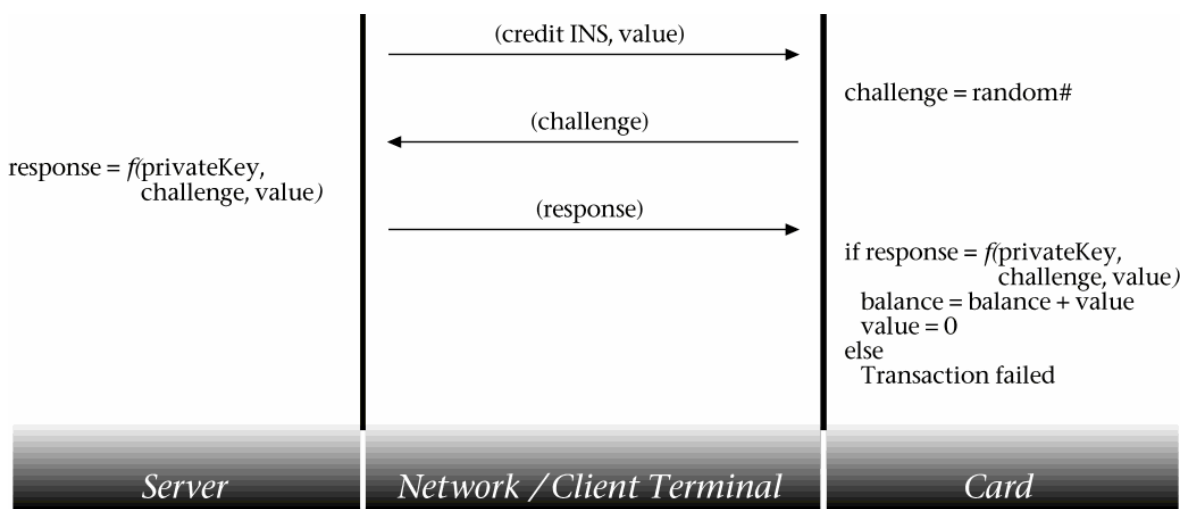 (credit INS, value)
challenge = random#
(challenge)
response = f(privateKey,
challenge, value)
(response)
if response = f(privateKey,
challenge, value)
balance = balance + value
value = 0
else
Transaction failed
Server
Network / Client Terminal
Card